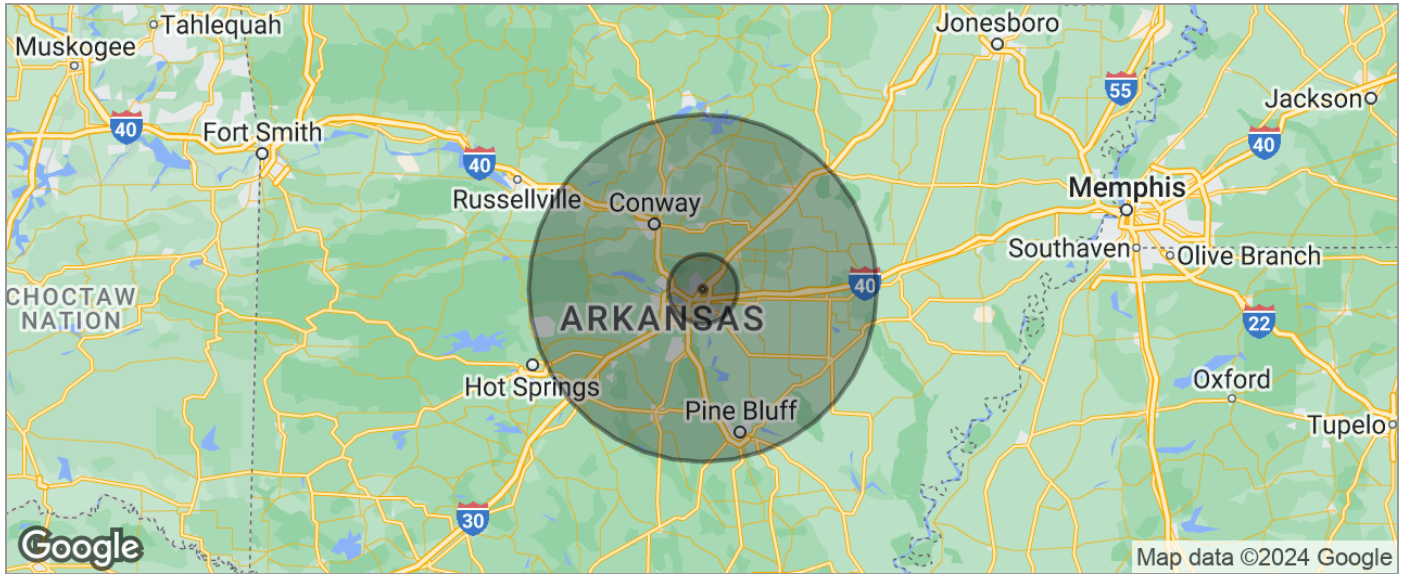 Tahlequah
Muskogee
Jonesboro
55
Jackson
40
Fort Smith
40
40
Russellville
Conway
Memphis
Southaven
Olive Branch
CHOCTAW
NATION
40
ARKANSAS
22
Hot Springs
Oxford
Pine Bluff
Tupelo
30
Google
Map data ©2024 Google